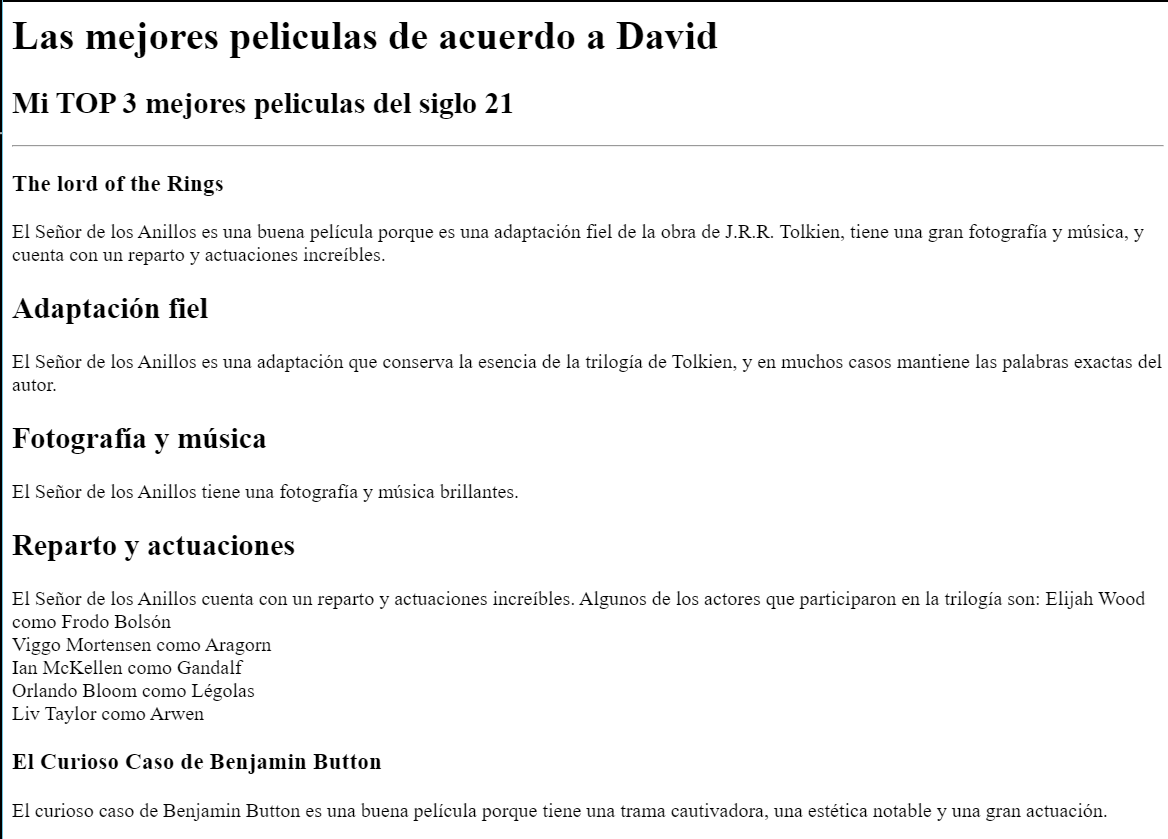 Las mejores peliculas de acuerdo a David
Mi TOP 3 mejores peliculas del siglo 21
The lord of the Rings
El Señor de los Anillos es una buena película porque es una adaptación fiel de la obra de J.R.R. Tolkien, tiene una gran fotografía y música, y
cuenta con un reparto y actuaciones increíbles.
Adaptación fiel
El Señor de los Anillos es una adaptación que conserva la esencia de la trilogía de Tolkien, y en muchos casos mantiene las palabras exactas del
autor.
Fotografía y música
El Señor de los Anillos tiene una fotografía y música brillantes.
Reparto y actuaciones
El Señor de los Anillos cuenta con un reparto y actuaciones increíbles. Algunos de los actores que participaron en la trilogía son: Elijah Wood
como Frodo Bolsón
Viggo Mortensen como Aragorn
Ian McKellen como Gandalf
Orlando Bloom como Légolas
Liv Taylor como Arwen
El Curioso Caso de Benjamin Button
El curioso caso de Benjamin Button es una buena película porque tiene una trama cautivadora, una estética notable y una gran actuación.